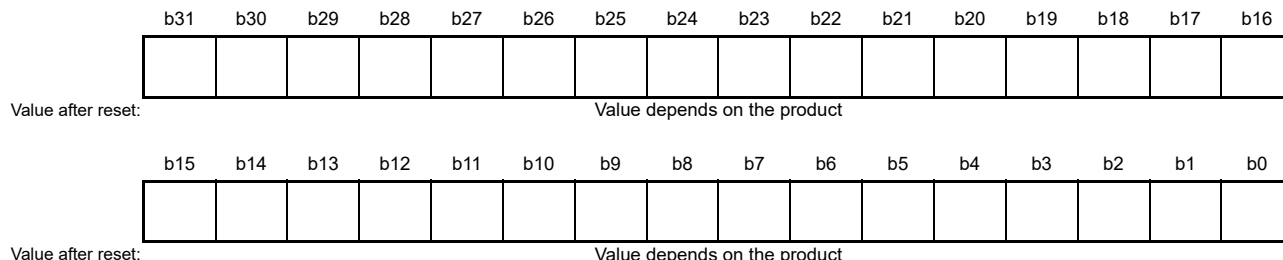 b31 b30 b29 b28 b27 b26 b25 b24 b23 b22 b21 b20 b19 b18 b17 b16
Value after reset: Value depends on the product
b15 b14 b13 b12 b11 b10 b9 b8 b7 b6 b5 b4 b3 b2 b1 b0
Value after reset: Value depends on the product